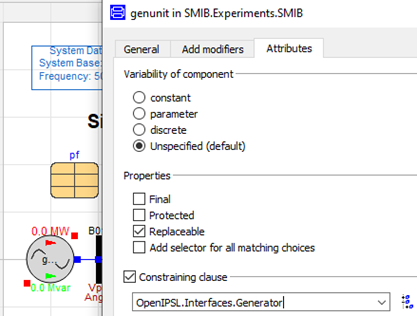 genunit in SMIB.Experiments.SMIB
General
Add modifiers
Attributes
Variability of component
constant
parameter
discrete
Unspecified (default)
Properties
Final
Protected
Replaceable
Add selector for all matching choices
Constraining clause
OpenIPSL.Interfaces.Generator
System Dat
System Base:
Frequency: 50
Si
pf
0.0 MW
B0
g...
0.0 Mvar
Vp
Ang